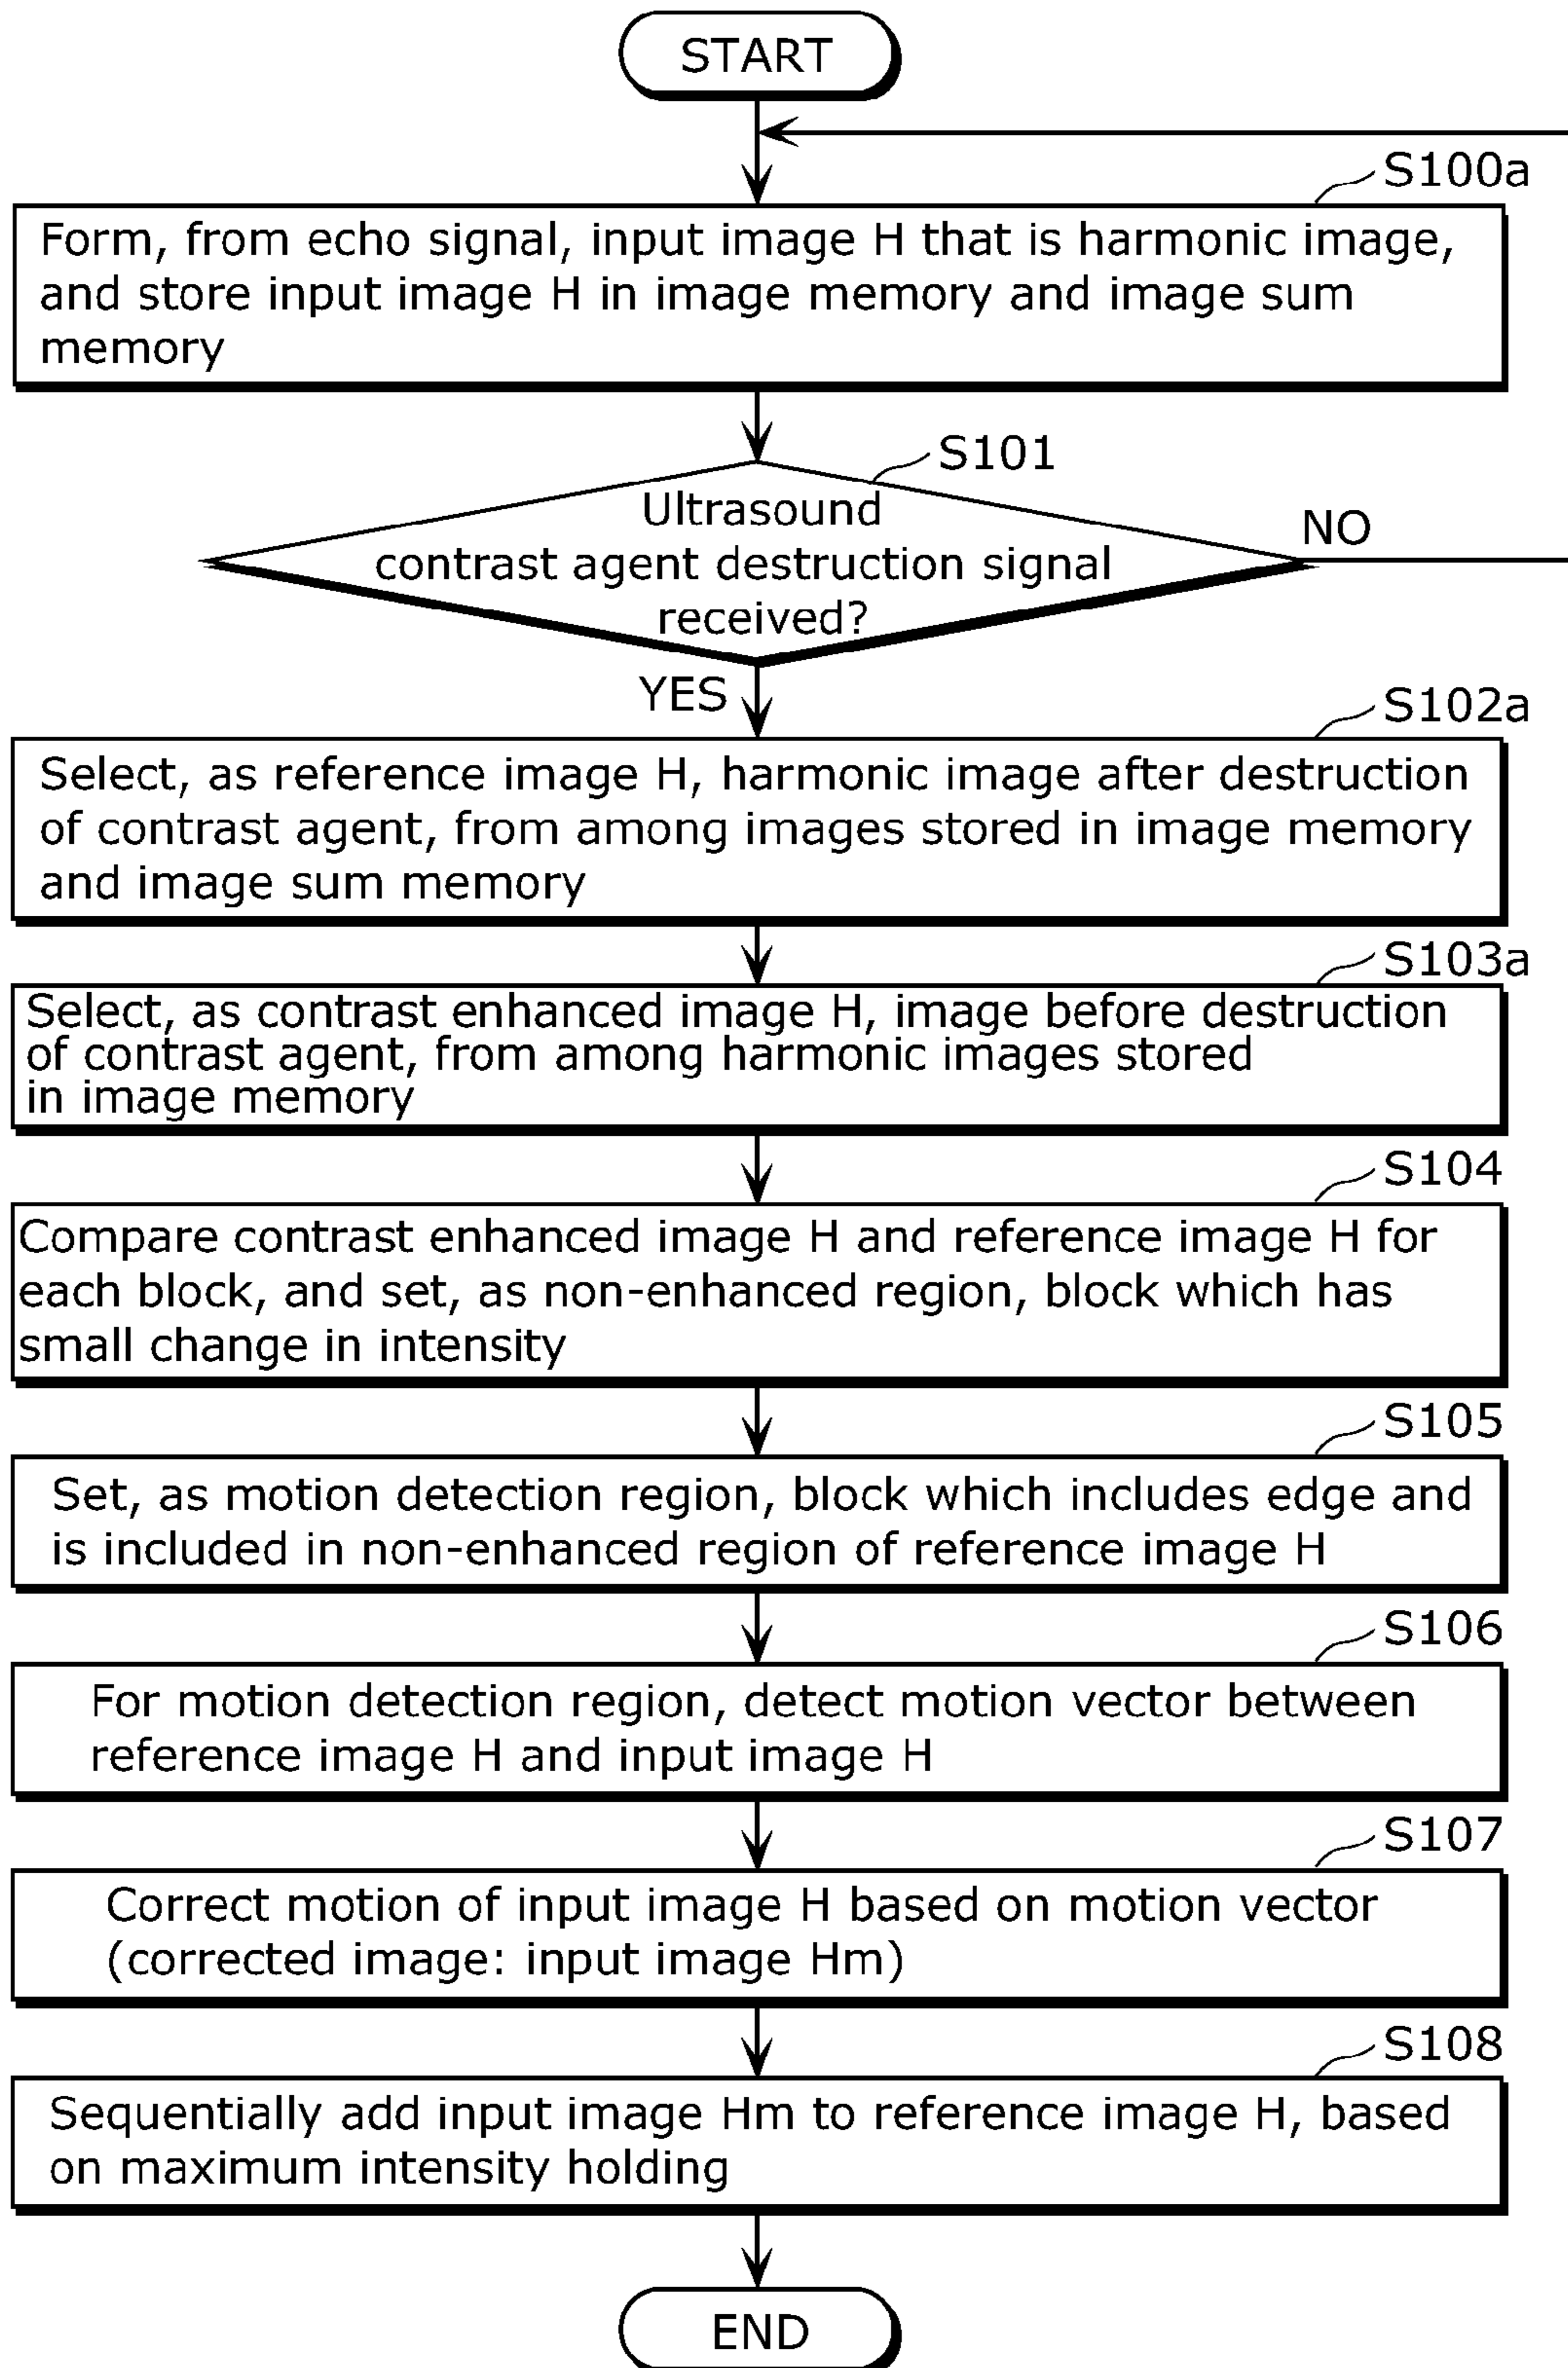 START
S100a
Form, from echo signal, input image H that is harmonic image,
and store input image H in image memory and image sum
memory
S101
Ultrasound
contrast agent destruction signal
received?
NO
YES
S102a
Select, as reference image H, harmonic image after destruction
of contrast agent, from among images stored in image memory
and image sum memory
S103a
Select, as contrast enhanced image H, image before destruction
of contrast agent, from among harmonic images stored
in image memory
S104
Compare contrast enhanced image H and reference image H for
each block, and set, as non-enhanced region, block which has
small change in intensity
S105
Set, as motion detection region, block which includes edge and
is included in non-enhanced region of reference image H
S106
For motion detection region, detect motion vector between
reference image H and input image H
S107
Correct motion of input image H based on motion vector
(corrected image: input image Hm)
S108
Sequentially add input image Hm to reference image H, based
on maximum intensity holding
END